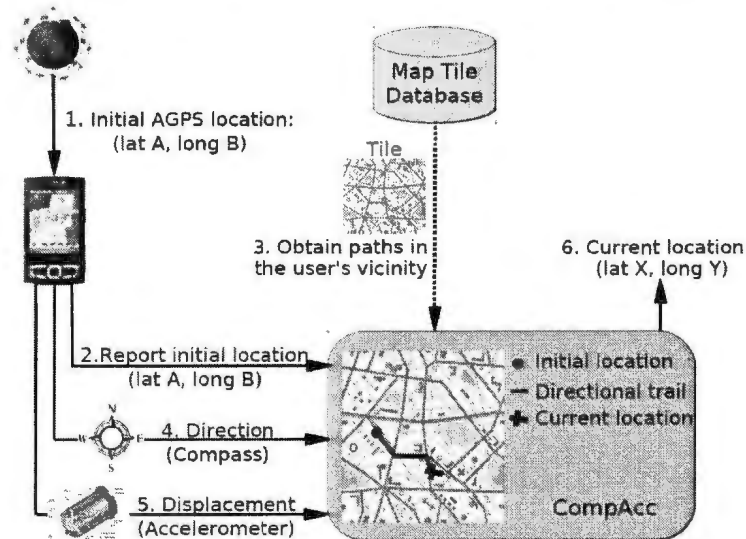 Map Tile
Database
1. Initial AGPS location:
(lat A, long B)
Tile
3. Obtain paths in
the user's vicinity
6. Current location
(lat X, long Y)
2.Report initial location
(lat A, long B)
Initial location
Directional trail
Current location
N
W E
S
4. Direction
(Compass)
5. Displacement
(Accelerometer)
CompAcc